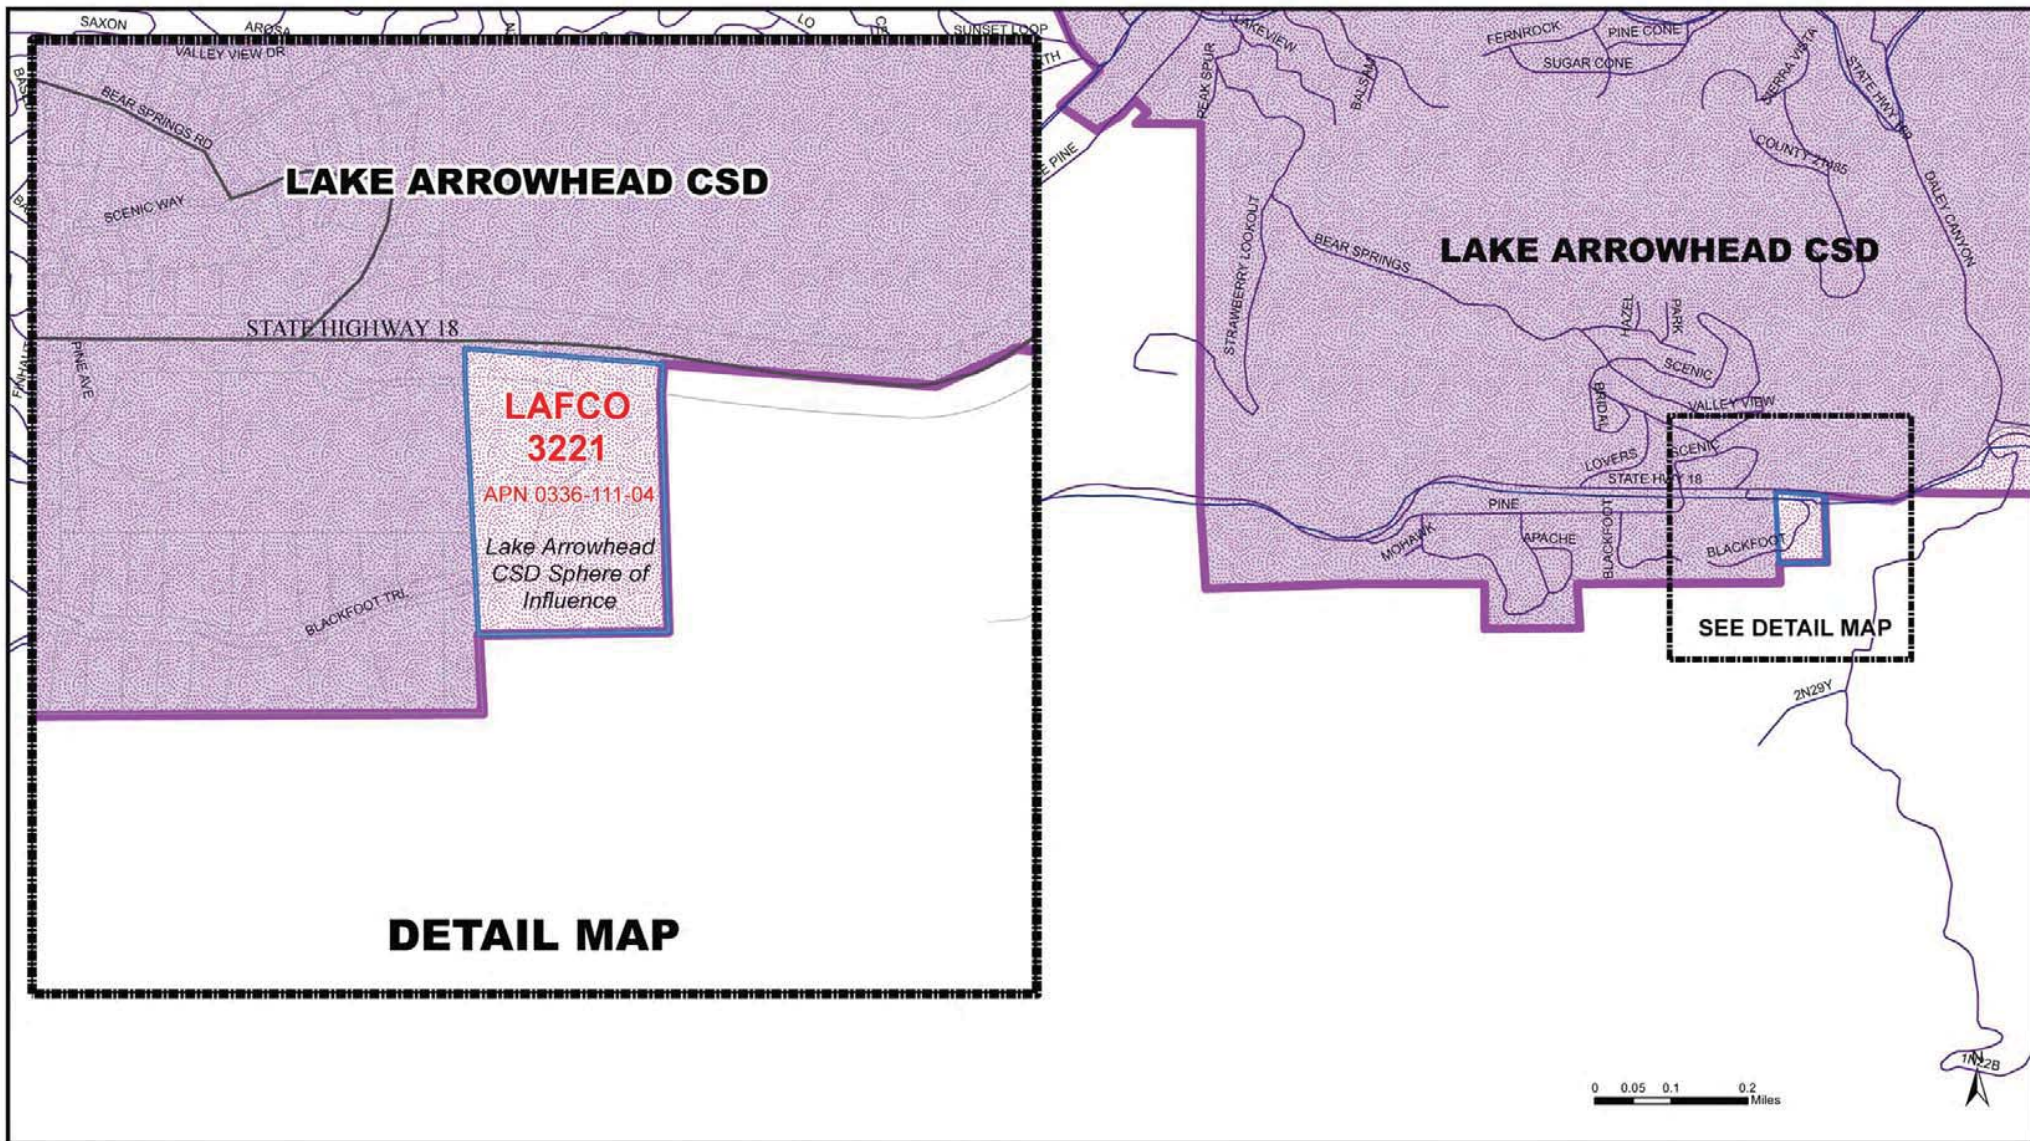 SAXON
AROSA
LO
SUNSET LOOP
VALLEY VIEW DR
BEAR SPRINGS RD
LAKE ARROWHEAD CSD
SCENIC WAY
STATE HIGHWAY 18
PINE AVE
LAFCO
3221
APN 0336-111-04
Lake Arrowhead
CSD Sphere of
Influence
BLACKFOOT TRL
DETAIL MAP
LAKEVIEW
PEAK SPUR
BALSAM
FERNROCK
PINE CONE
SUGAR CONE
SIERRA VISTA
COUNTY 21485
DALEY CANYON
E PINE
STRAWBERRY LOOKOUT
BEAR SPRINGS
LAKE ARROWHEAD CSD
HAZEL
PARK
SCENIC
BRIDAL
VALLEY VIEW
LOVERS
SCENIC
STATE HWY 18
PINE
MOHAWK
APACHE
BLACKFOOT
BLACKFOOT
SEE DETAIL MAP
2N29Y
1N22B
N
0 0.05 0.1 0.2
Miles